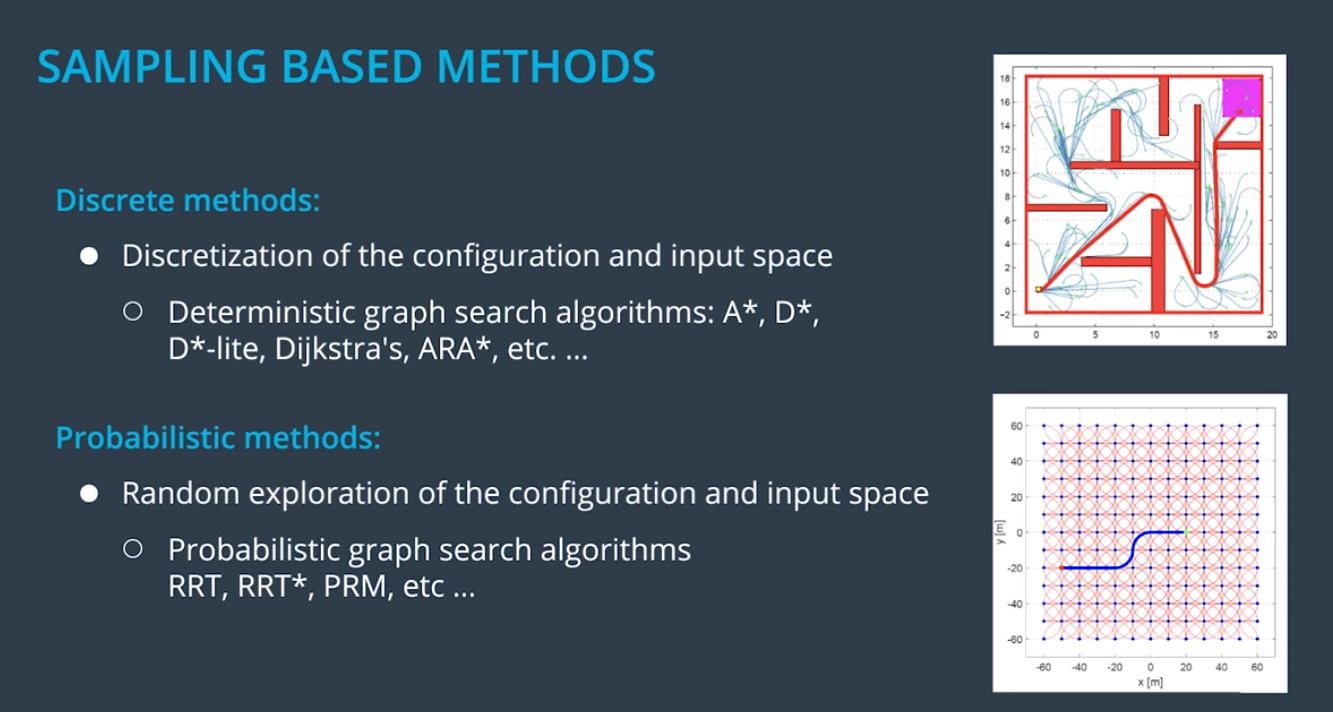 SAMPLING BASED METHODS
Discrete methods:
● Discretization of the configuration and input space
○ Deterministic graph search algorithms: A*, D*,
D*-lite, Dijkstra's, ARA*, etc. ...
Probabilistic methods:
● Random exploration of the configuration and input space
○ Probabilistic graph search algorithms
RRT, RRT*, PRM, etc ...
18
16
14
12
10
8
6
4
2
0
-2
0 5 10 15 20
60
40
20
0
-20
-40
-60
y [m]
-60 -40 -20 0 20 40 60
x [m]